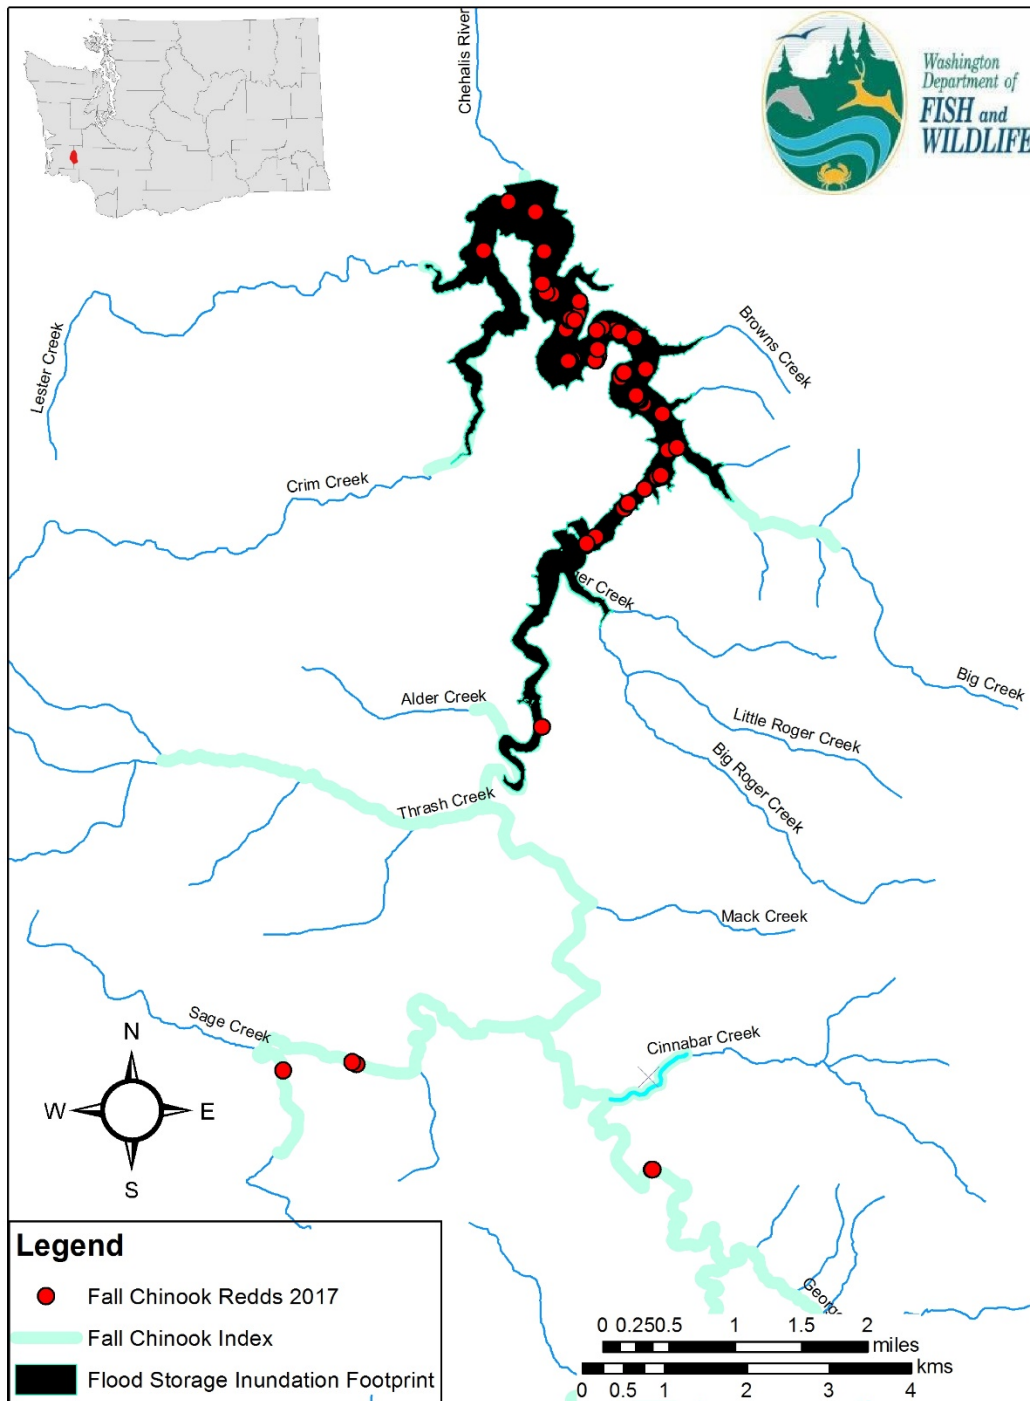 Chehalis River
Washington
Department of
FISH and
WILDLIFE
Lester Creek
Browns Creek
Crim Creek
Creek
Big Creek
Alder Creek
Little Roger Creek
Big Roger Creek
Thrash Creek
Mack Creek
Sage Creek
Cinnabar Creek
N
W
E
S
Legend
Fall Chinook Redds 2017
Fall Chinook Index
Flood Storage Inundation Footprint
0 0.25 0.5 1 1.5 2
miles
kms
0 0.5 1 2 3 4